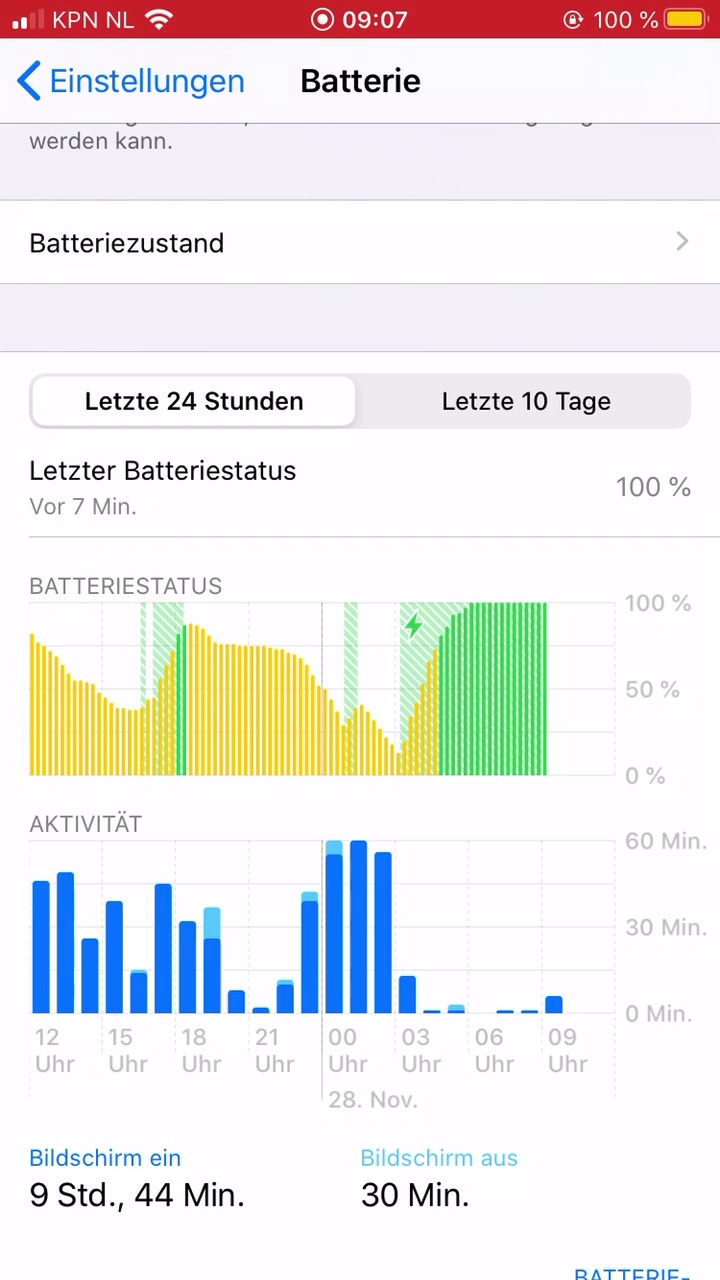 KPN NL 09:07 100 %
Einstellungen Batterie
werden kann.
Batteriezustand
Letzte 24 Stunden Letzte 10 Tage
Letzter Batteriestatus
100 %
Vor 7 Min.
BATTERIESTATUS
100 %
50 %
0 %
AKTIVITÄT
60 Min.
30 Min.
0 Min.
12 15 18 21 00 03 06 09
Uhr Uhr Uhr Uhr Uhr Uhr Uhr Uhr
28. Nov.
Bildschirm ein Bildschirm aus
9 Std., 44 Min. 30 Min.
BATTERIE-